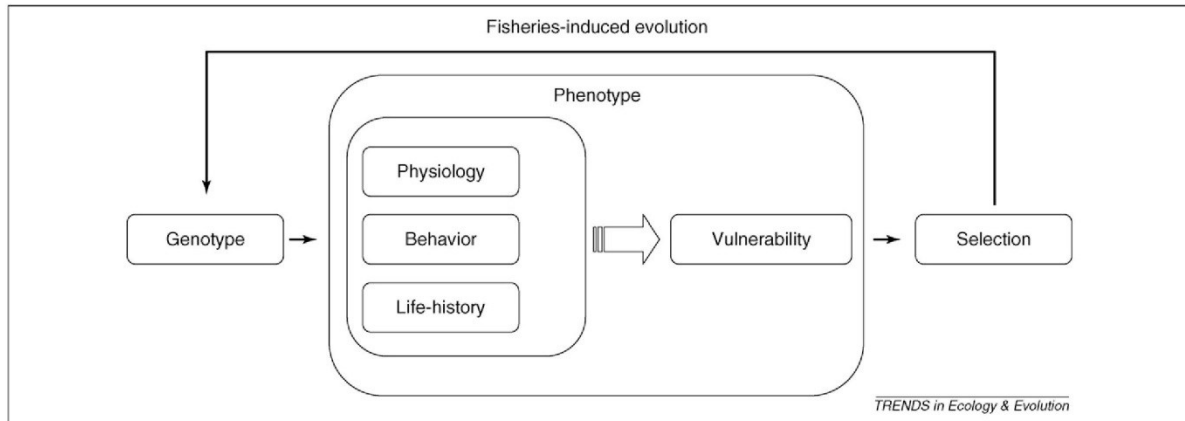 Fisheries-induced evolution
Phenotype
Physiology
Genotype
Behavior
Vulnerability
Selection
Life-history
TRENDS in Ecology & Evolution